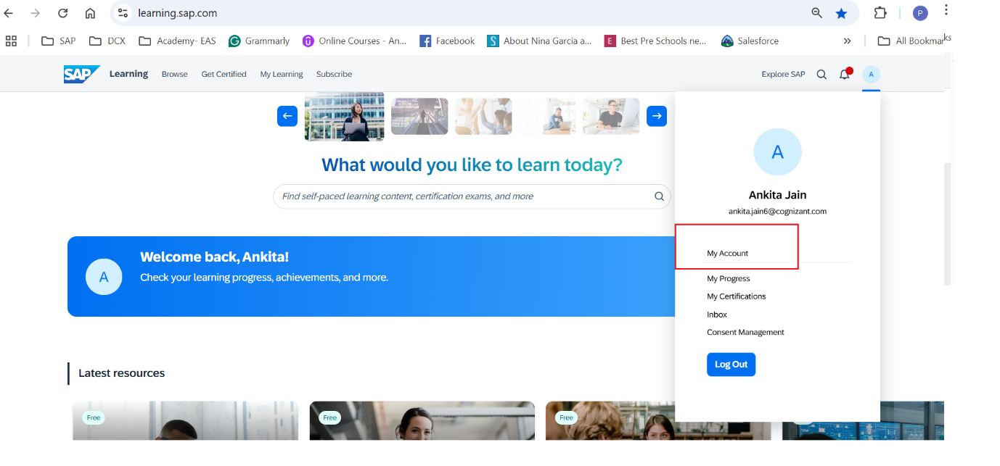 learning.sap.com
P
SAP
DCX
Academy- EAS
Grammarly
Online Courses - An...
Facebook
S
About Nina Garcia a...
E
Best Pre Schools ne...
Salesforce
All Bookmarks
SAP Learning
Browse
Get Certified
My Learning
Subscribe
Explore SAP
A
What would you like to learn today?
Find self-paced learning content, certification exams, and more
A
Ankita Jain
ankita.jain6@cognizant.com
My Account
My Progress
My Certifications
Inbox
Consent Management
Log Out
A
Welcome back, Ankita!
Check your learning progress, achievements, and more.
Latest resources
Free
Free
Free